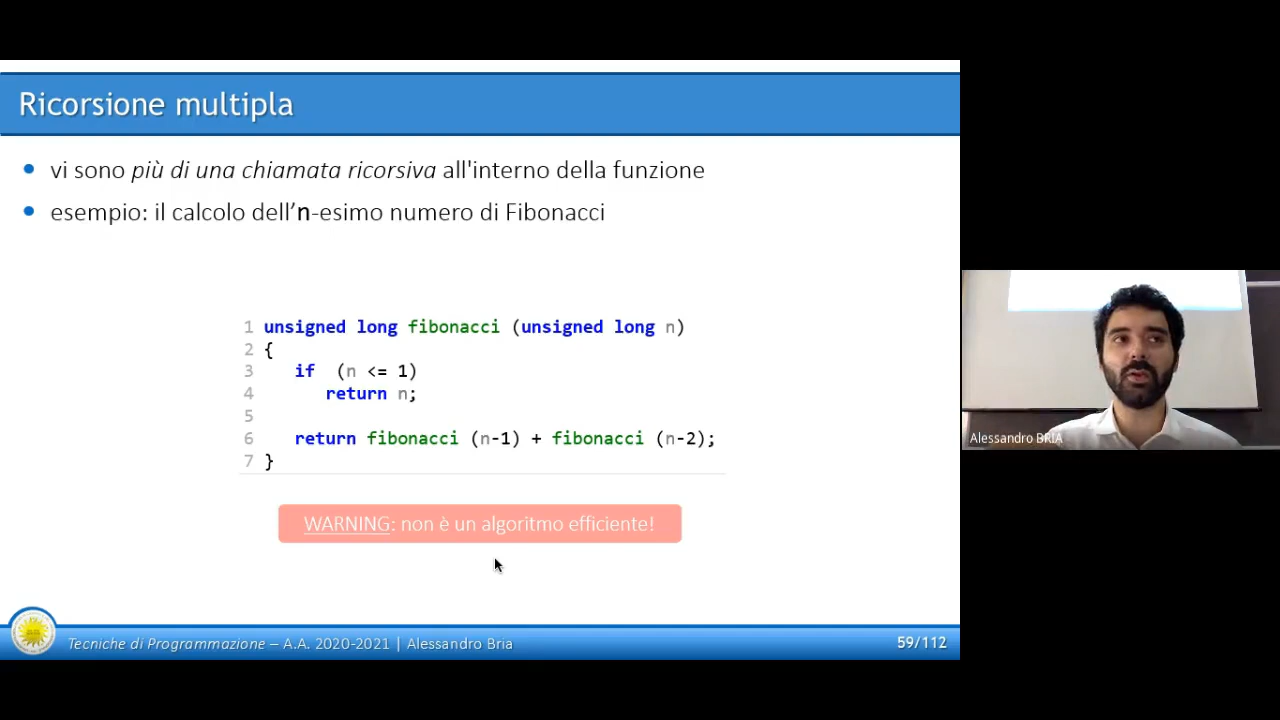 Ricorsione multipla
vi sono più di una chiamata ricorsiva all'interno della funzione
esempio: il calcolo dell'n-esimo numero di Fibonacci
1 unsigned long fibonacci (unsigned long n)
2 {
3 if (n <= 1)
4 return n;
5
6 return fibonacci (n-1) + fibonacci (n-2);
7 }
WARNING: non è un algoritmo efficiente!
Alessandro BRIA
Tecniche di Programmazione – A.A. 2020-2021 | Alessandro Bria
59/112